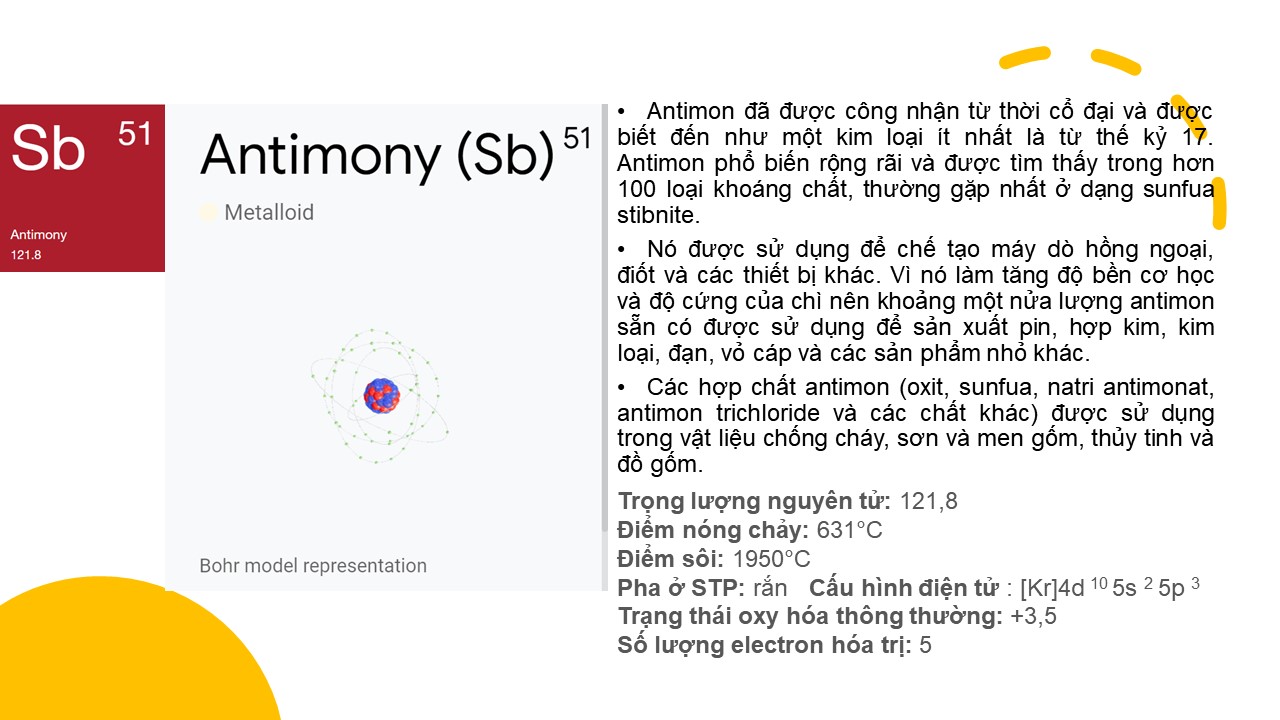 Sb 51
Antimony
121.8
Antimony (Sb) 51
Metalloid
Bohr model representation
• Antimon đã được công nhận từ thời cổ đại và được
biết đến như một kim loại ít nhất là từ thế kỷ 17.
Antimon phổ biến rộng rãi và được tìm thấy trong hơn
100 loại khoáng chất, thường gặp nhất ở dạng sunfua
stibnite.
• Nó được sử dụng để chế tạo máy dò hồng ngoại,
điốt và các thiết bị khác. Vì nó làm tăng độ bền cơ học
và độ cứng của chì nên khoảng một nửa lượng antimon
sẵn có được sử dụng để sản xuất pin, hợp kim, kim
loại, đạn, vỏ cáp và các sản phẩm nhỏ khác.
• Các hợp chất antimon (oxit, sunfua, natri antimonat,
antimon trichloride và các chất khác) được sử dụng
trong vật liệu chống cháy, sơn và men gốm, thủy tinh và
đồ gốm.
Trọng lượng nguyên tử: 121,8
Điểm nóng chảy: 631°C
Điểm sôi: 1950°C
Pha ở STP: rắn Cấu hình điện tử : [Kr]4d 10 5s 2 5p 3
Trạng thái oxy hóa thông thường: +3,5
Số lượng electron hóa trị: 5